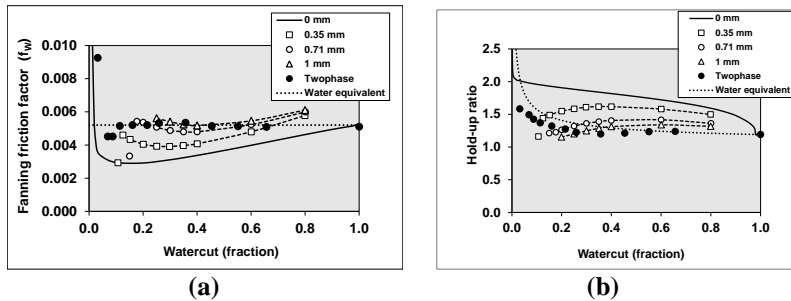 (a)
Fanning friction factor (fw)
0.010
0.008
0.006
0.004
0.002
0.000
0.0 0.2 0.4 0.6 0.8 1.0
Watercut (fraction)
0 mm
0.35 mm
0.71 mm
1 mm
Twophase
Water equivalent
(a)
(b)
Hold-up ratio
2.5
2.0
1.5
1.0
0.5
0.0
0.0 0.2 0.4 0.6 0.8 1.0
Watercut (fraction)
0 mm
0.35 mm
0.71 mm
1 mm
Twophase
Water equivalent
(b)